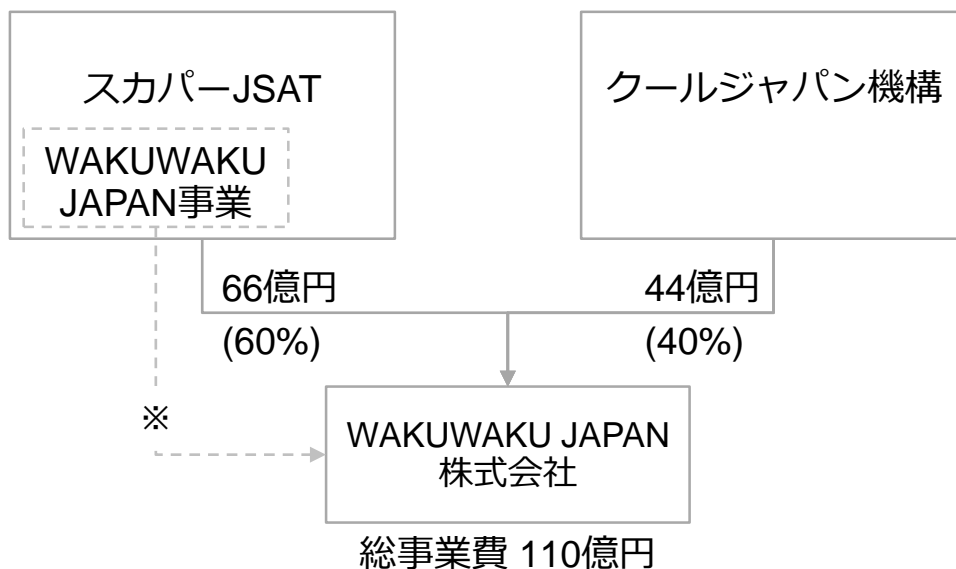 スカパーJSAT
クールジャパン機構
WAKUWAKU
JAPAN事業
66億円
(60%)
44億円
(40%)
※
WAKUWAKU JAPAN
株式会社
総事業費 110億円